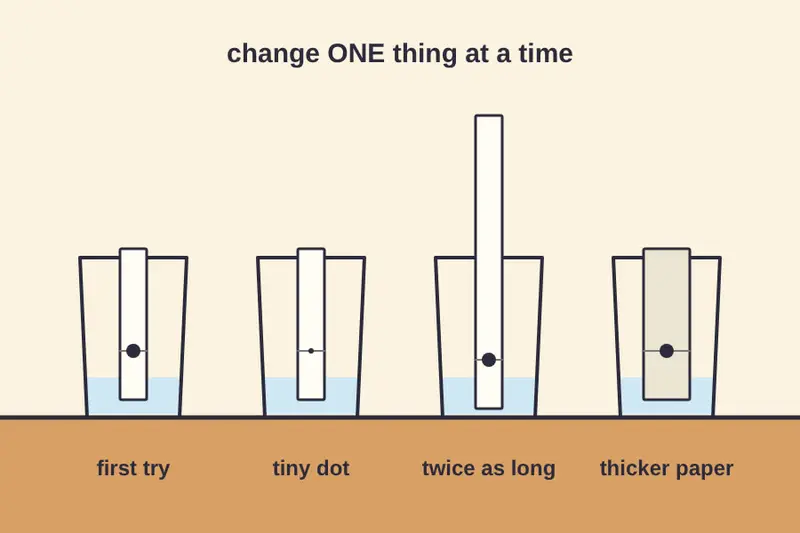 change ONE thing at a time
first try
tiny dot
twice as long
thicker paper